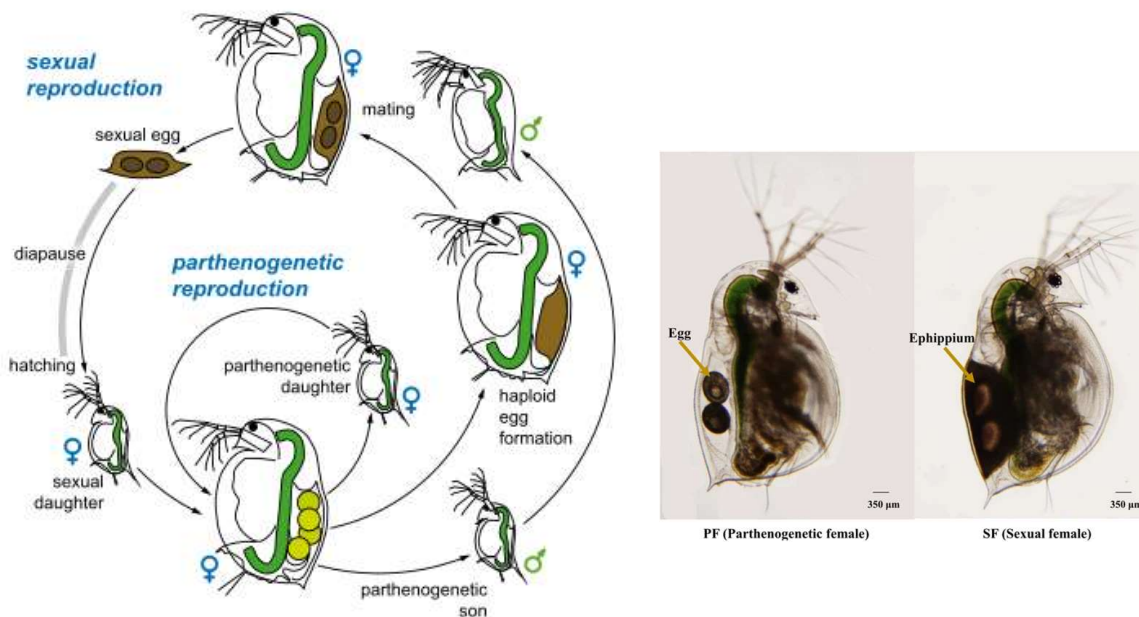 sexual
reproduction
mating
sexual egg
diapause
parthenogenetic
reproduction
hatching
parthenogenetic
daughter
haploid
egg
formation
sexual
daughter
parthenogenetic
son
Egg
350 µm
PF (Parthenogenetic female)
Ephippium
350 µm
SF (Sexual female)